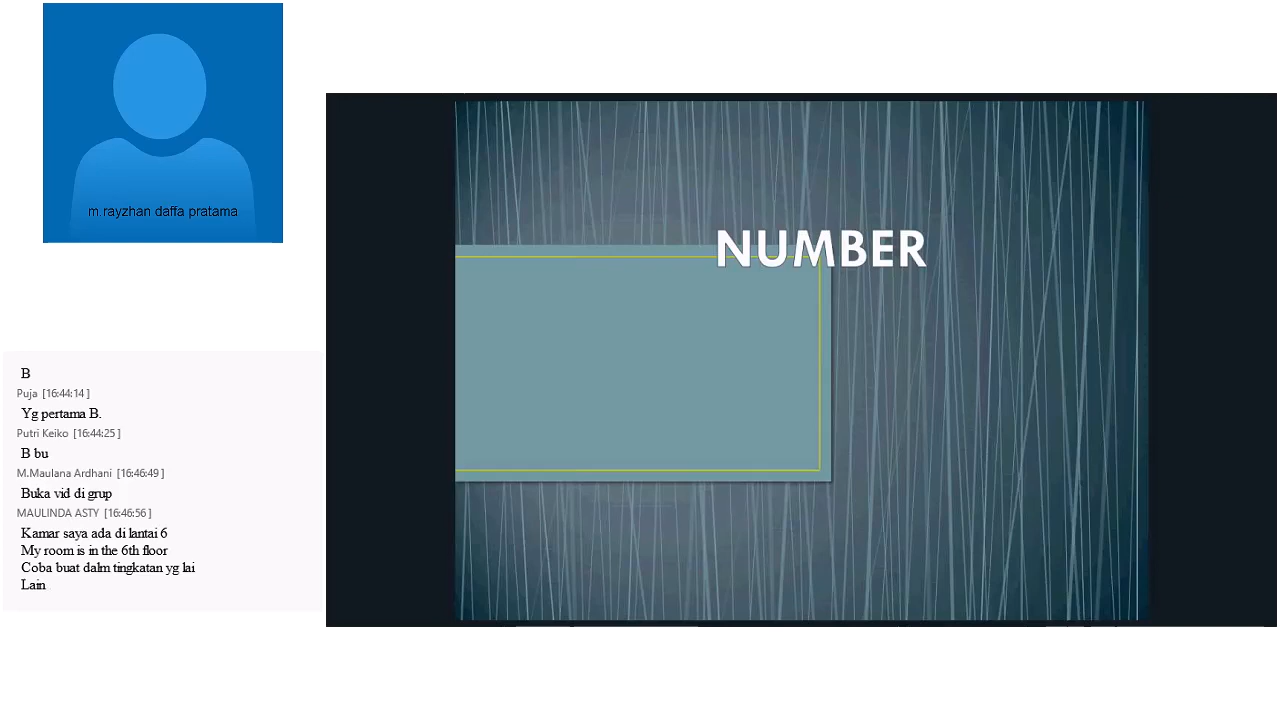 m.rayzhan daffa pratama
NUMBER
B
Puja [16:44:14]
Yg pertama B.
Putri Keiko [16:44:25]
B bu
M.Maulana Ardhani [16:46:49]
Buka vid di grup
MAULINDA ASTY [16:46:56]
Kamar saya ada di lantai 6
My room is in the 6th floor
Coba buat dalm tingkatan yg lai
Lain